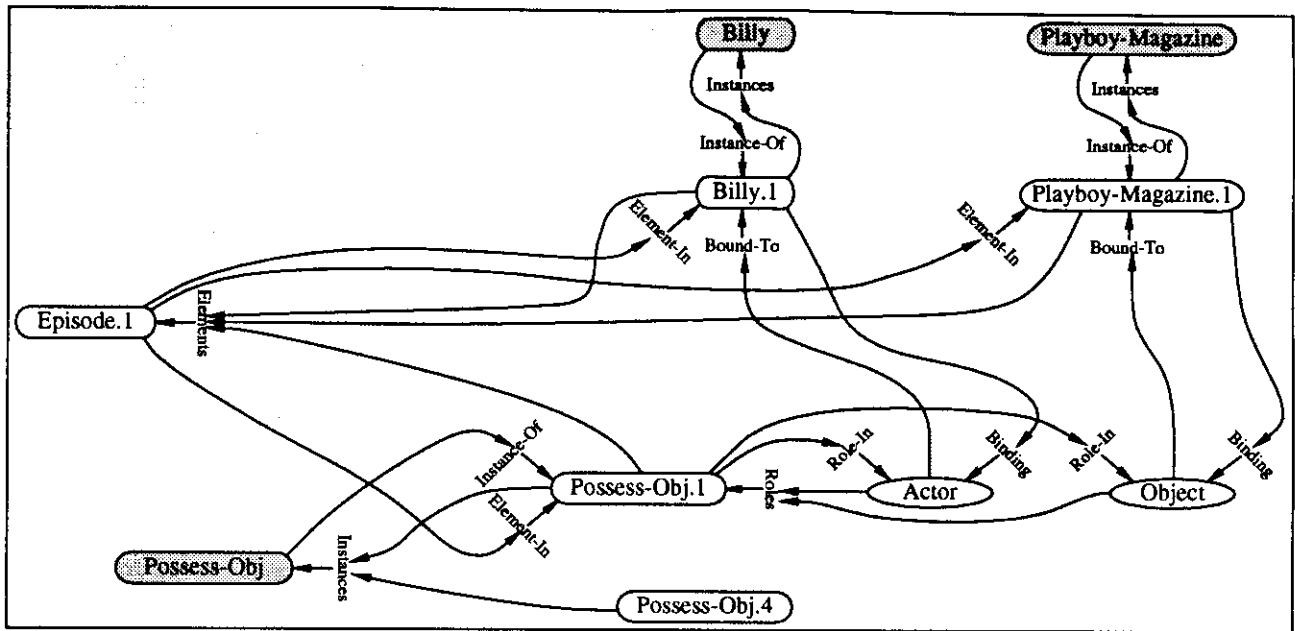 Billy
Playboy-Magazine
Instances
Instances
Instance-Of
Instance-Of
Billy.1
Playboy-Magazine.1
Element-In
Element-In
Bound-To
Bound-To
Episode.1
Elements
Instance-Of
Role-In
Binding
Role-In
Binding
Possess-Obj.1
Roles
Actor
Object
Element-In
Possess-Obj
Instances
Possess-Obj.4